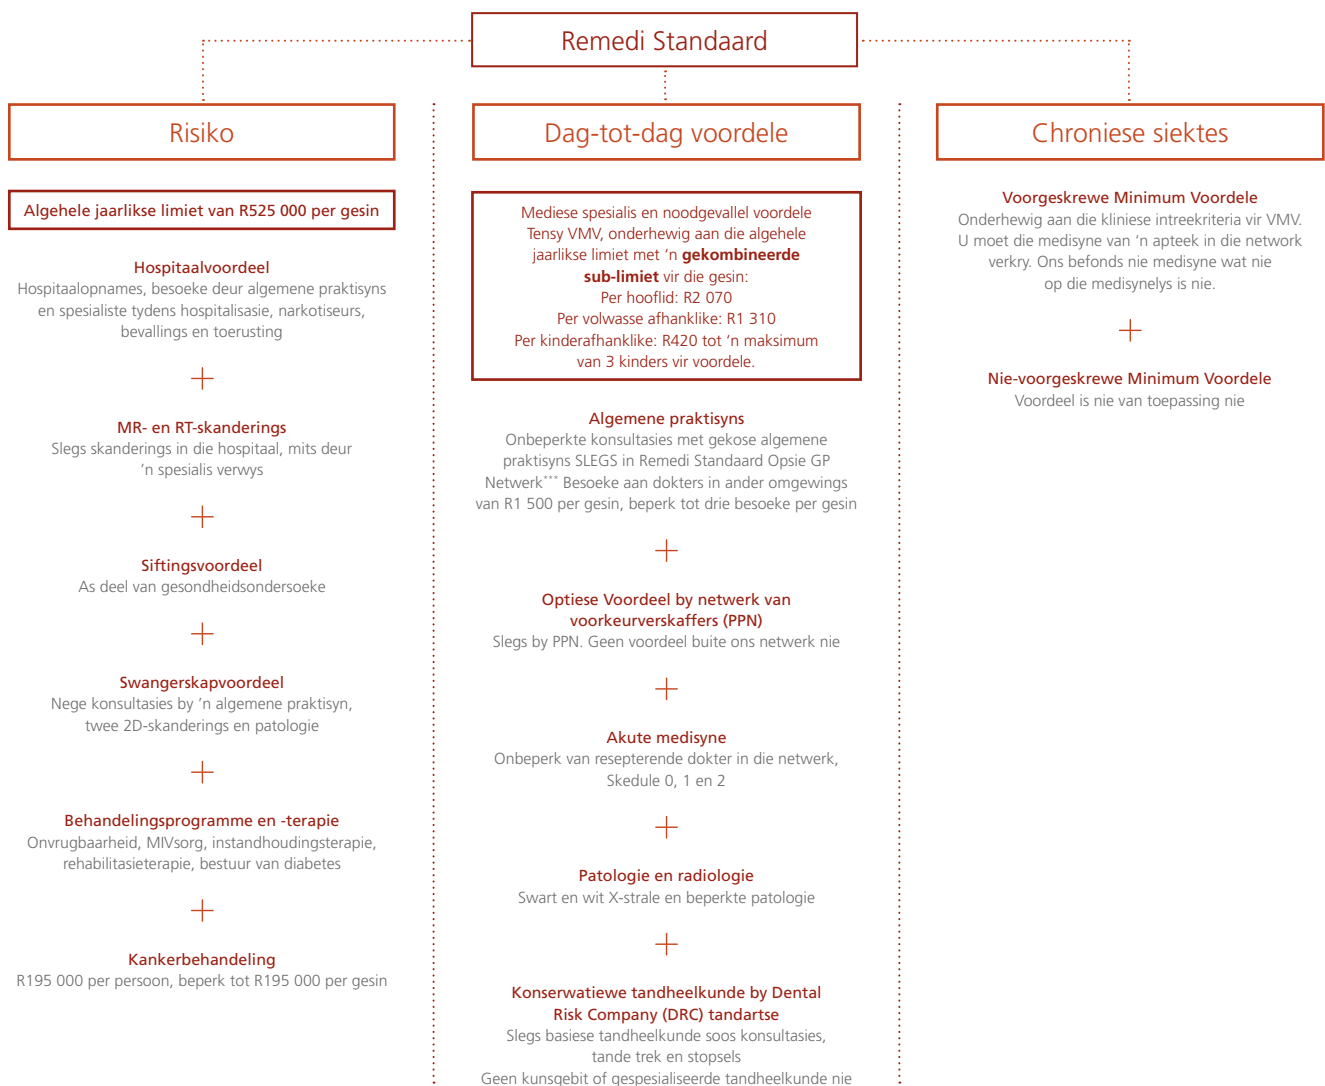 Remedi Standaard
Risiko
Algehele jaarlikse limiet van R525 000 per gesin
Hospitaalvoordeel
Hospitaalopnames, besoeke deur algemene praktisyns
en spesialiste tydens hospitalisasie, narkotiseurs,
bevallings en toerusting
+
MR- en RT-skanderings
Slegs skanderings in die hospitaal, mits deur
'n spesialis verwys
+
Siftingsvoordeel
As deel van gesondheidsondersoeke
+
Swangerskapvoordeel
Nege konsultasies by 'n algemene praktisyn,
twee 2D-skanderings en patologie
+
Behandelingsprogramme en -terapie
Onvrugbaarheid, MIVsorg, instandhoudingsterapie,
rehabilitasieterapie, bestuur van diabetes
+
Kankerbehandeling
R195 000 per persoon, beperk tot R195 000 per gesin
Dag-tot-dag voordele
Mediese spesialis en noodgevallel voordele
Tensy VMV, onderhewig aan die algehele
jaarlikse limiet met 'n gekombineerde
sub-limiet vir die gesin:
Per hooflid: R2 070
Per volwasse afhanklike: R1 310
Per kinderafhanklike: R420 tot 'n maksimum
van 3 kinders vir voordele.
Algemene praktisyns
Onbeperkte konsultasies met gekose algemene
praktisyns SLEGS in Remedi Standaard Opsie GP
Netwerk*** Besoeke aan dokters in ander omgewings
van R1 500 per gesin, beperk tot drie besoeke per gesin
+
Optiese Voordeel by netwerk van
voorkeurverskaffers (PPN)
Slegs by PPN. Geen voordeel buite ons netwerk nie
+
Akute medisyne
Onbeperk van resepterende dokter in die netwerk,
Skedule 0, 1 en 2
+
Patologie en radiologie
Swart en wit X-strale en beperkte patologie
+
Konserwatiewe tandheelkunde by Dental
Risk Company (DRC) tandartse
Slegs basiese tandheelkunde soos konsultasies,
tande trek en stopsels
Geen kunsgebit of gespesialiseerde tandheelkunde nie
Chroniese siektes
Voorgeskrewe Minimum Voordele
Onderhewig aan die kliniese intreekriteria vir VMV.
U moet die medisyne van 'n apteek in die network
verkry. Ons befonds nie medisyne wat nie
op die medisynelys is nie.
+
Nie-voorgeskrewe Minimum Voordele
Voordeel is nie van toepassing nie